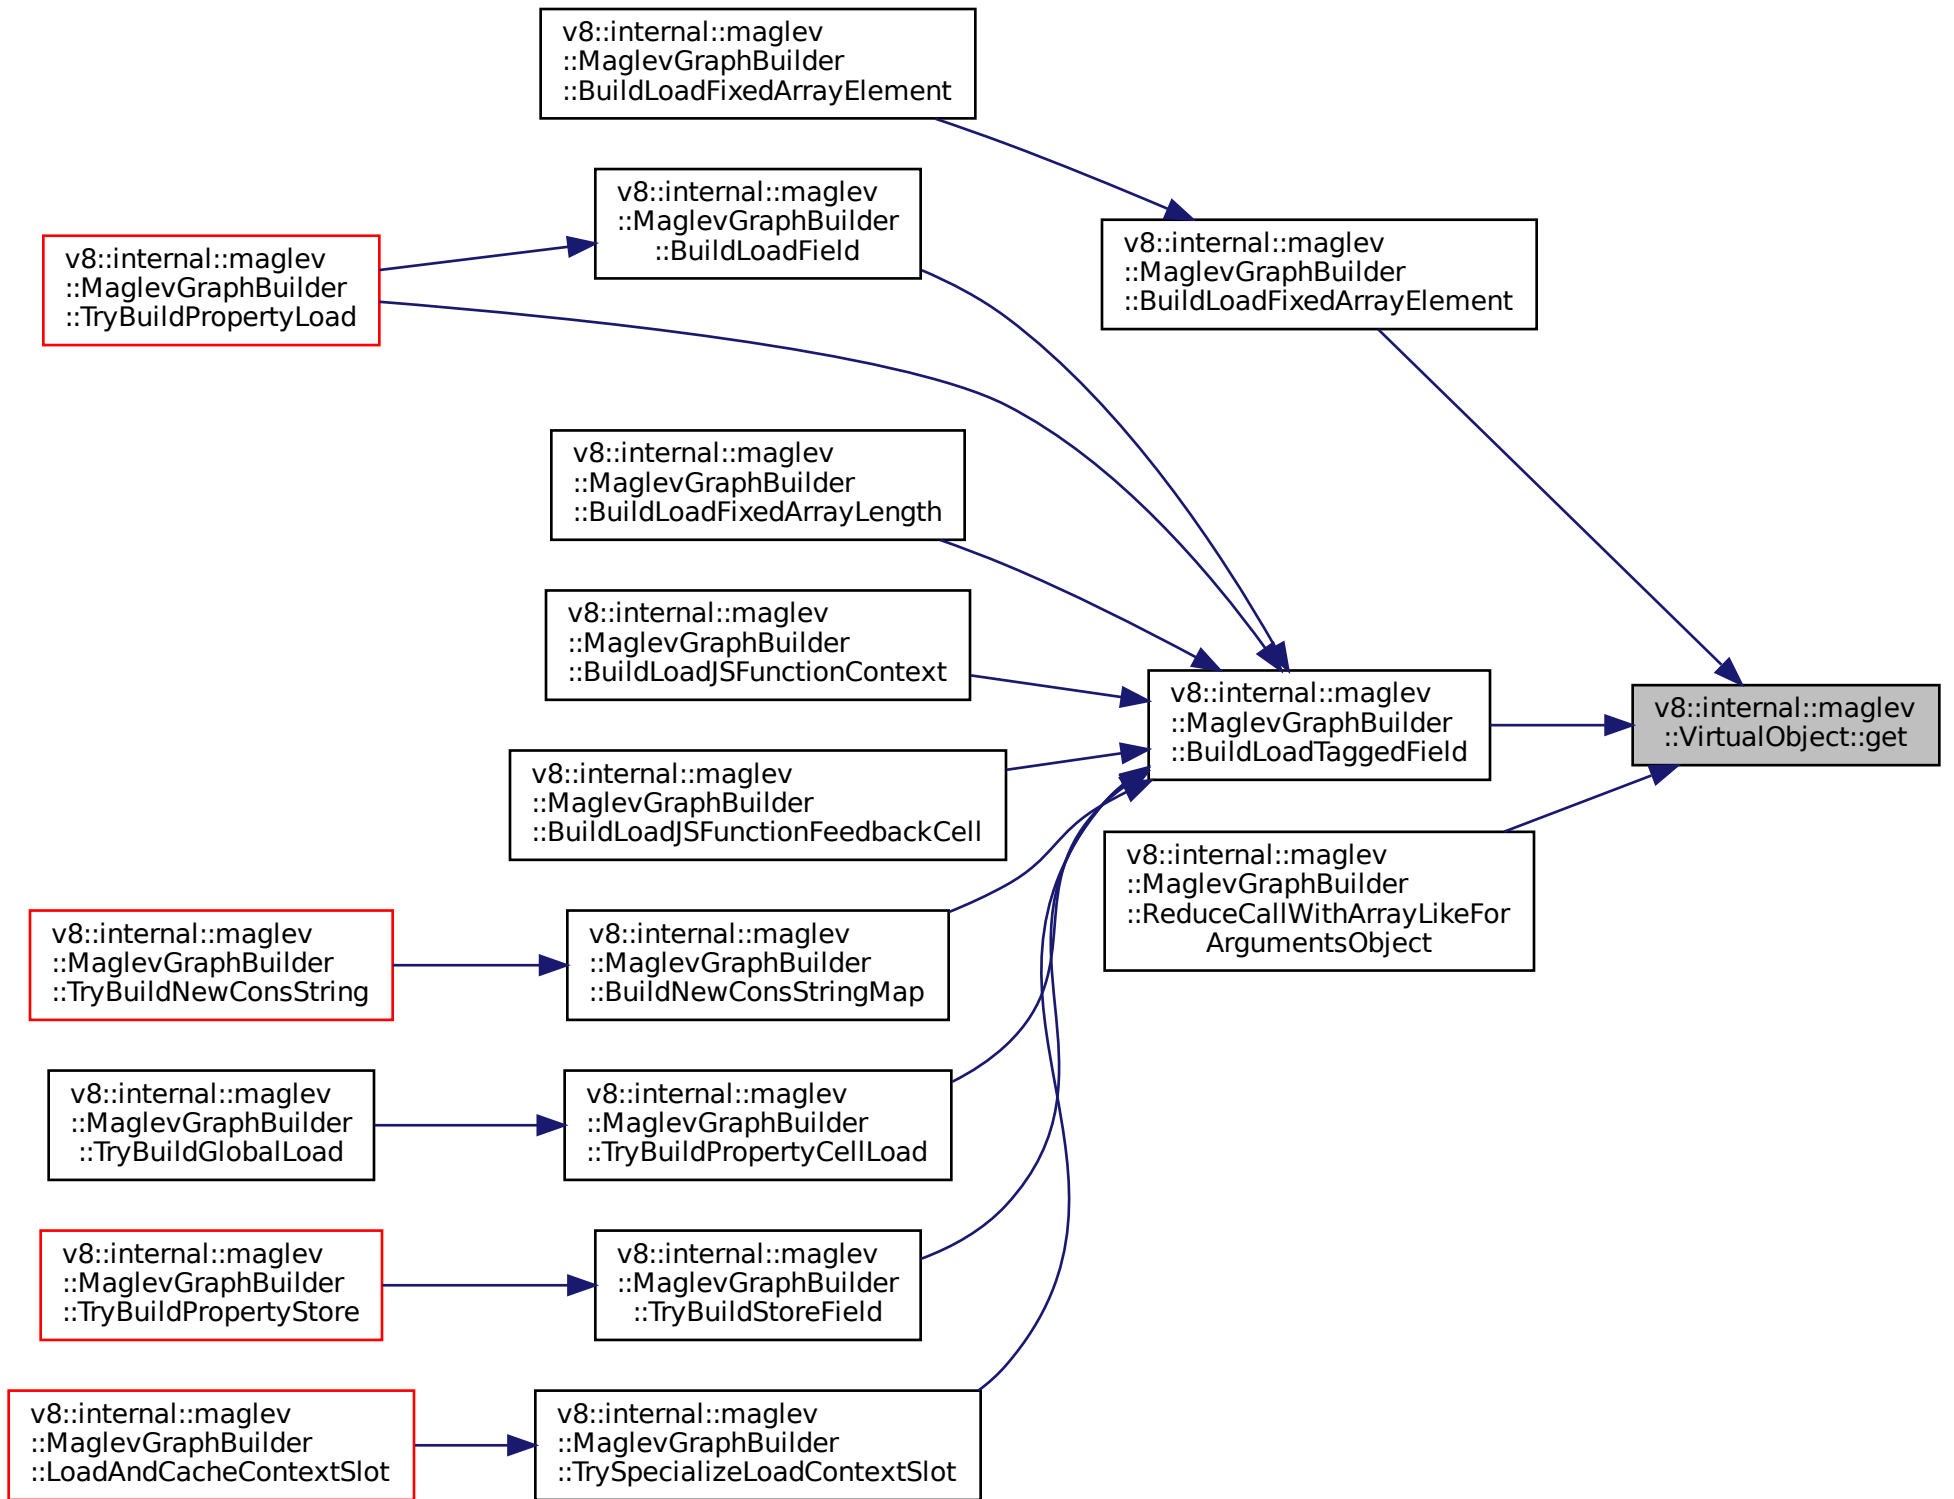 v8::internal::maglev
::MaglevGraphBuilder
::BuildLoadFixedArrayElement
v8::internal::maglev
::MaglevGraphBuilder
::BuildLoadField
v8::internal::maglev
::MaglevGraphBuilder
::BuildLoadFixedArrayElement
v8::internal::maglev
::MaglevGraphBuilder
::TryBuildPropertyLoad
v8::internal::maglev
::MaglevGraphBuilder
::BuildLoadFixedArrayLength
v8::internal::maglev
::MaglevGraphBuilder
::BuildLoadJSFunctionContext
v8::internal::maglev
::MaglevGraphBuilder
::BuildLoadTaggedField
v8::internal::maglev
::VirtualObject::get
v8::internal::maglev
::MaglevGraphBuilder
::BuildLoadJSFunctionFeedbackCell
v8::internal::maglev
::MaglevGraphBuilder
::ReduceCallWithArrayLikeFor
ArgumentsObject
v8::internal::maglev
::MaglevGraphBuilder
::TryBuildNewConsString
v8::internal::maglev
::MaglevGraphBuilder
::BuildNewConsStringMap
v8::internal::maglev
::MaglevGraphBuilder
::TryBuildGlobalLoad
v8::internal::maglev
::MaglevGraphBuilder
::TryBuildPropertyCellLoad
v8::internal::maglev
::MaglevGraphBuilder
::TryBuildPropertyStore
v8::internal::maglev
::MaglevGraphBuilder
::TryBuildStoreField
v8::internal::maglev
::MaglevGraphBuilder
::LoadAndCacheContextSlot
v8::internal::maglev
::MaglevGraphBuilder
::TrySpecializeLoadContextSlot